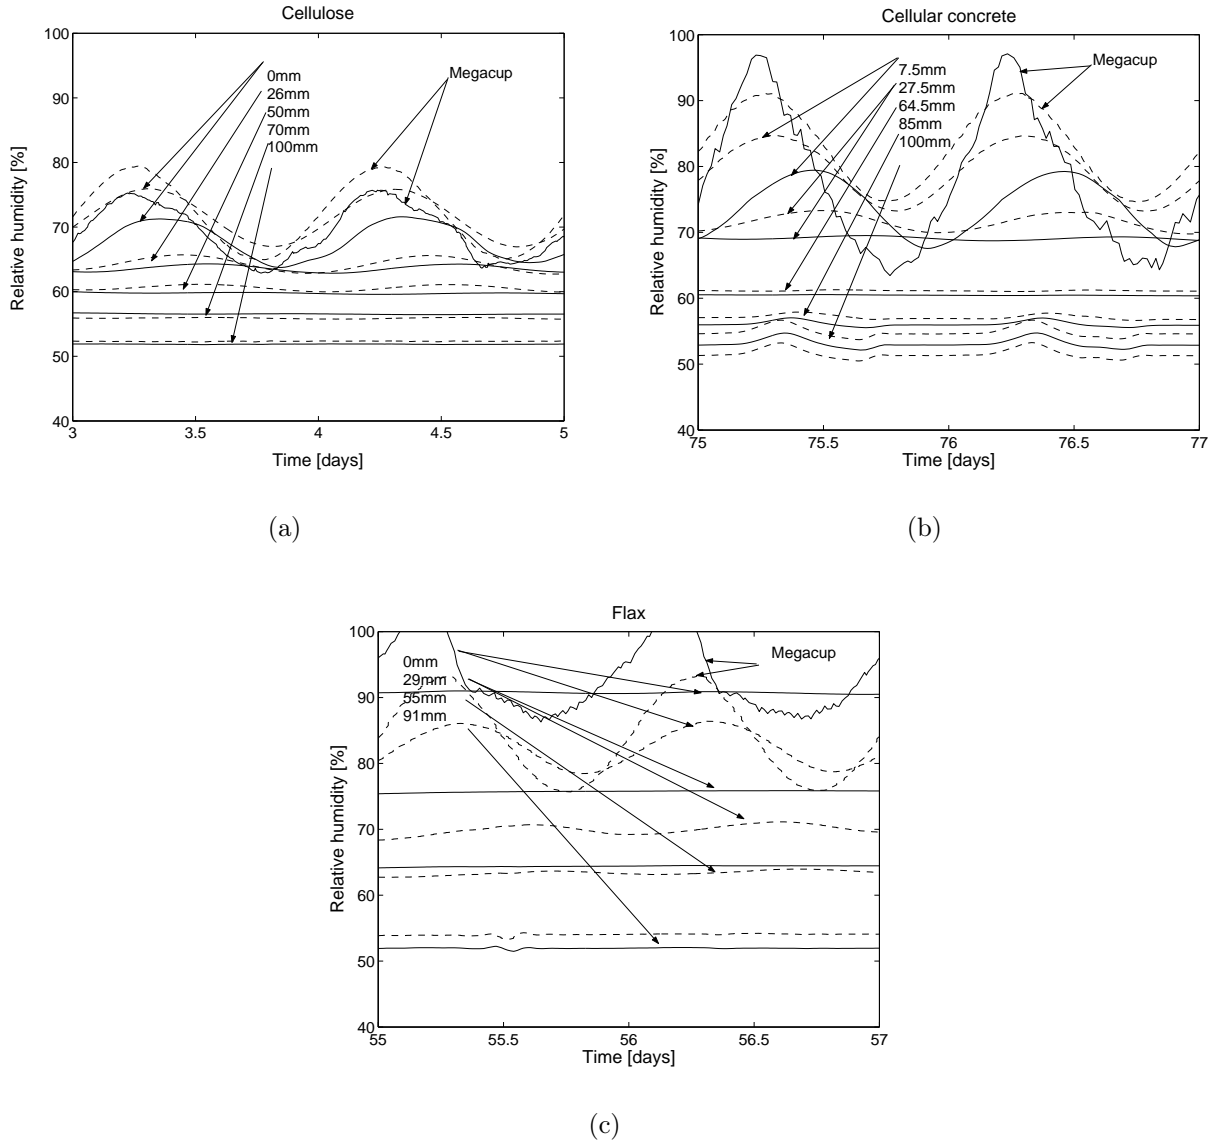 Cellulose
100
90
80
70
60
50
40
3
3.5
4
4.5
5
Relative humidity [%]
Time [days]
0mm
26mm
50mm
70mm
100mm
Megacup
(a)
Cellular concrete
100
90
80
70
60
50
40
75
75.5
76
76.5
77
Relative humidity [%]
Time [days]
7.5mm
27.5mm
64.5mm
85mm
100mm
Megacup
(b)
Flax
100
90
80
70
60
50
40
55
55.5
56
56.5
57
Relative humidity [%]
Time [days]
0mm
29mm
55mm
91mm
Megacup
(c)